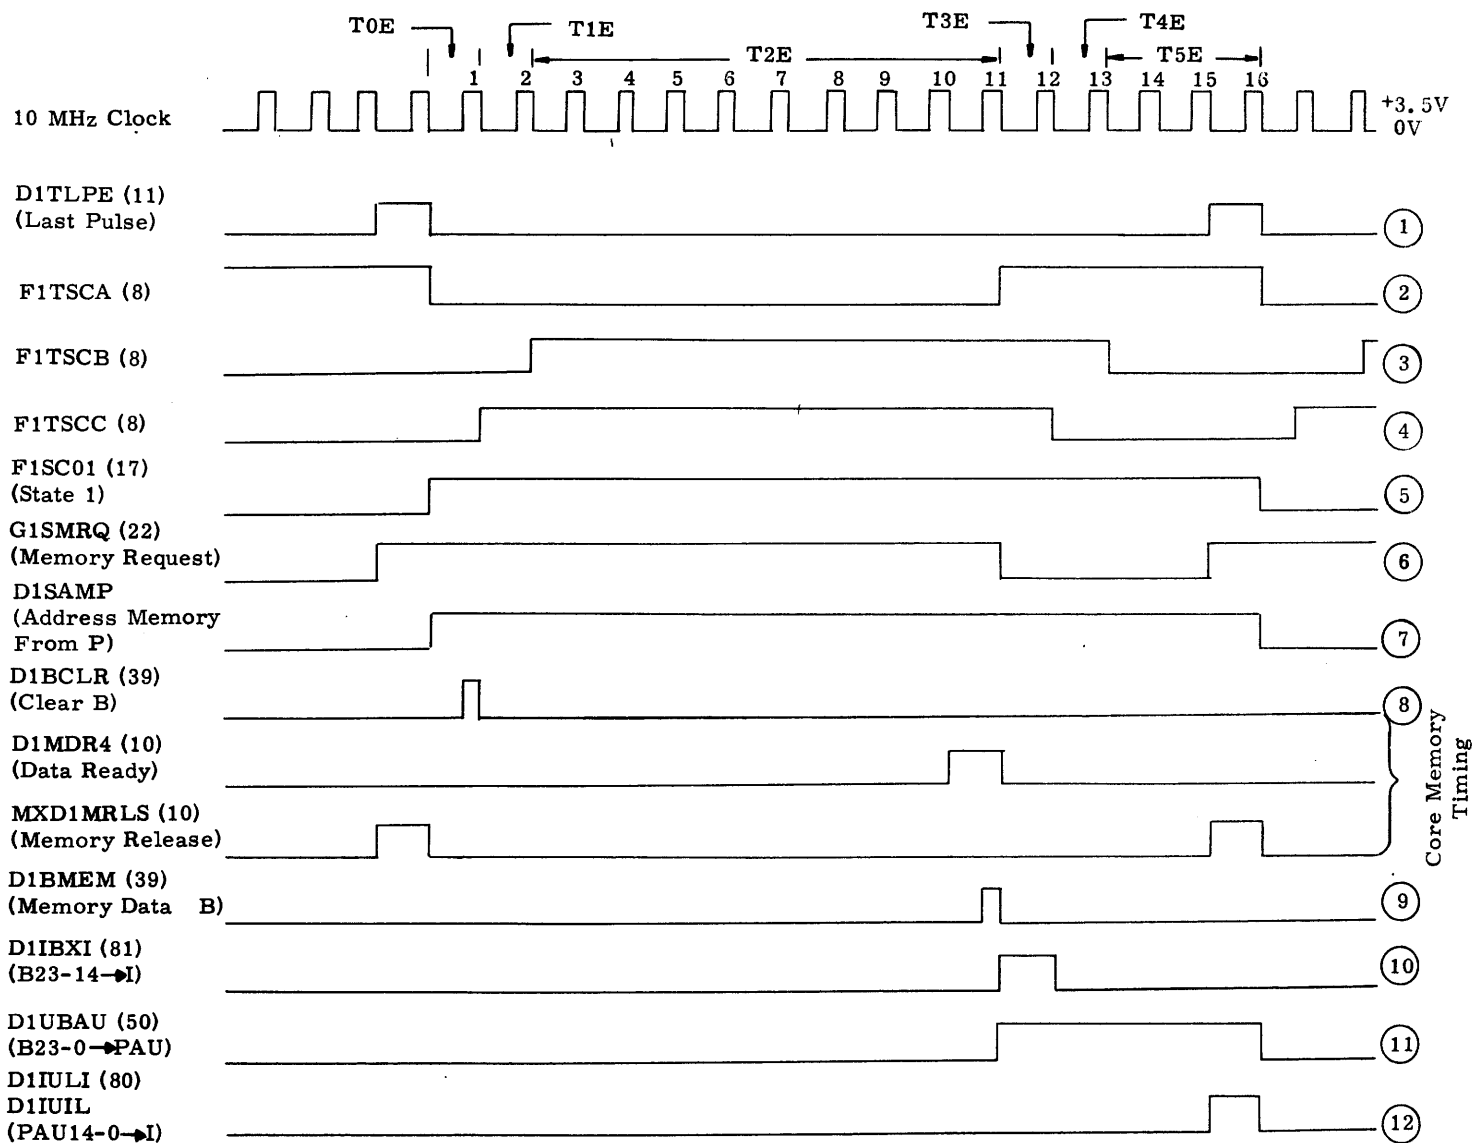 T0E T1E T3E T4E
T2E T5E
1 2 3 4 5 6 7 8 9 10 11 12 13 14 15 16
10 MHz Clock
+3.5V
0V
D1TLPE (11)
(Last Pulse)
1
F1TSCA (8)
2
F1TSCB (8)
3
F1TSCC (8)
4
F1SC01 (17)
(State 1)
5
G1SMRQ (22)
(Memory Request)
6
D1SAMP
(Address Memory
From P)
7
D1BCLR (39)
(Clear B)
8
D1MDR4 (10)
(Data Ready)
MXD1MRLS (10)
(Memory Release)
Core Memory
Timing
D1BMEM (39)
(Memory Data B)
9
D1IBXI (81)
(B23-14→I)
10
D1UBAU (50)
(B23-0→PAU)
11
D1IULI (80)
D1IUIL
(PAU14-0→I)
12